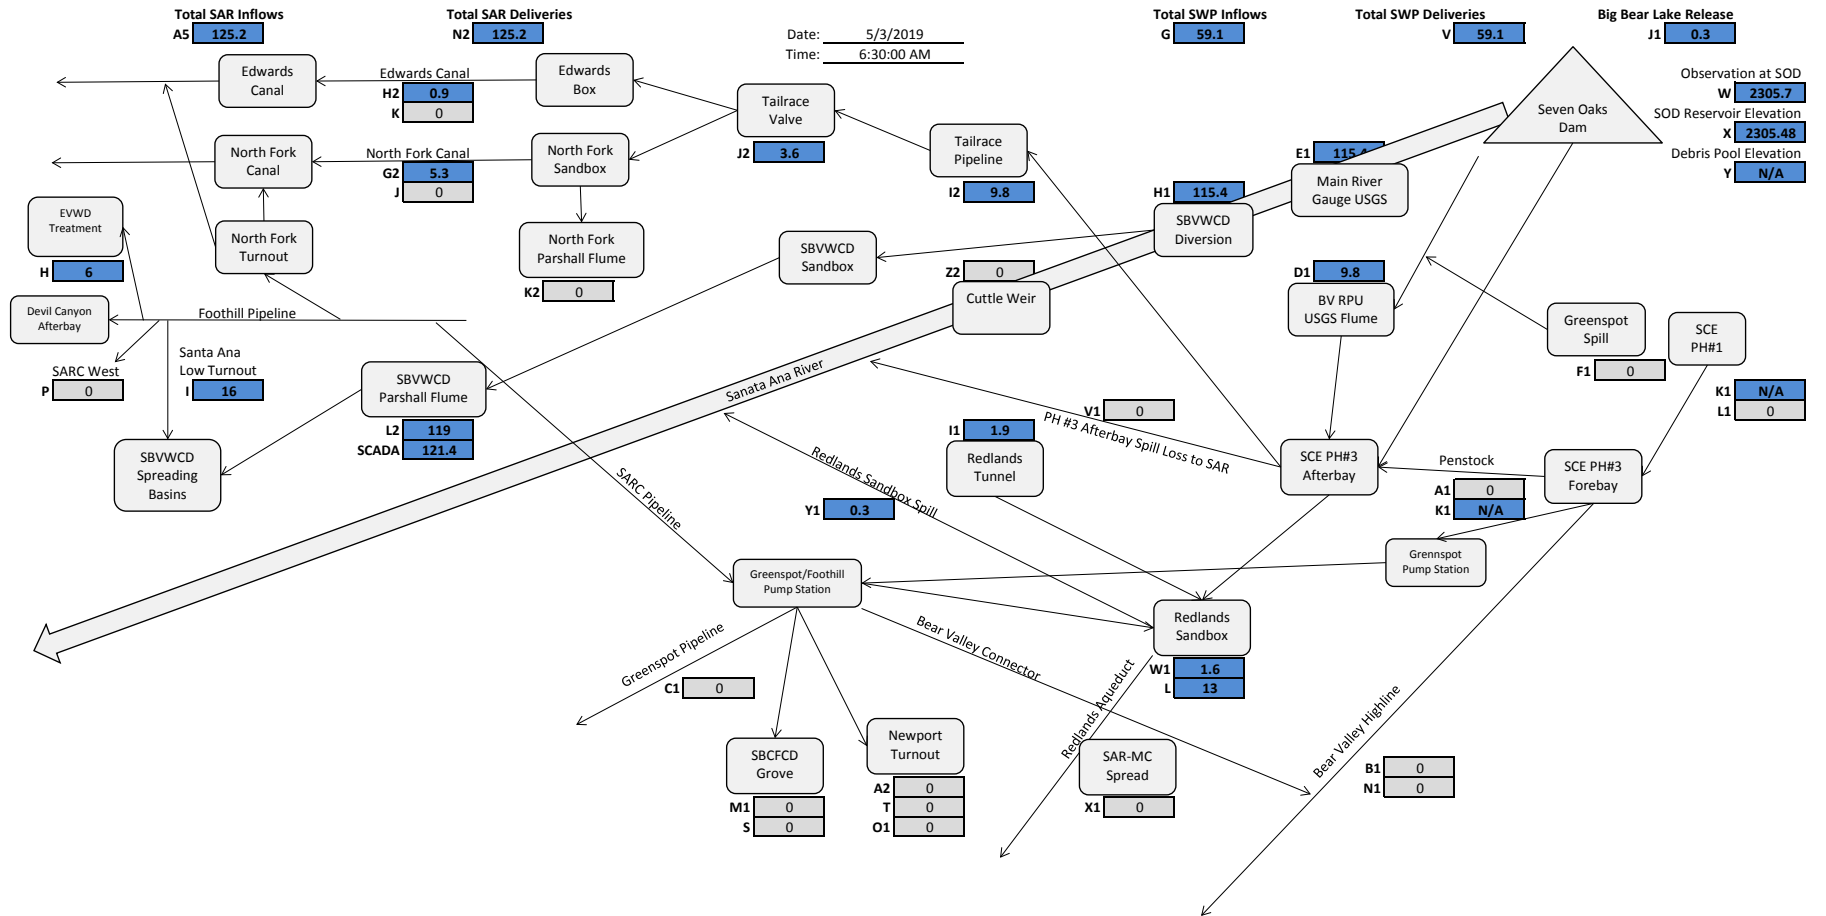 Total SAR Inflows
A5 125.2
Total SAR Deliveries
N2 125.2
Date: 5/3/2019
Time: 6:30:00 AM
Total SWP Inflows
G 59.1
Total SWP Deliveries
V 59.1
Big Bear Lake Release
J1 0.3
Observation at SOD
W 2305.7
SOD Reservoir Elevation
X 2305.48
Debris Pool Elevation
Y N/A
Seven Oaks
Dam
Edwards
Canal
Edwards Canal
H2 0.9
K 0
Edwards
Box
Tailrace
Valve
J2 3.6
Tailrace
Pipeline
I2 9.8
North Fork
Canal
North Fork Canal
G2 5.3
J 0
North Fork
Sandbox
E1 115.4
Main River
Gauge USGS
H1 115.4
SBVWCD
Diversion
EVWD
Treatment
H 6
North Fork
Turnout
North Fork
Parshall Flume
K2 0
SBVWCD
Sandbox
Z2 0
Cuttle Weir
D1 9.8
BV RPU
USGS Flume
Greenspot
Spill
F1 0
SCE
PH#1
K1 N/A
L1 0
Devil Canyon
Afterbay
Foothill Pipeline
SARC West
P 0
Santa Ana
Low Turnout
I 16
SBVWCD
Parshall Flume
L2 119
SCADA 121.4
Sanata Ana River
SBVWCD
Spreading
Basins
SARC Pipeline
V1 0
PH #3 Afterbay Spill Loss to SAR
I1 1.9
Redlands
Tunnel
Redlands Sandbox Spill
Y1 0.3
SCE PH#3
Afterbay
Penstock
A1 0
K1 N/A
SCE PH#3
Forebay
Grennspot
Pump Station
Greenspot/Foothill
Pump Station
Redlands
Sandbox
W1 1.6
L 13
Greenspot Pipeline
C1 0
Bear Valley Connector
Redlands Aqueduct
Bear Valley Highline
SBCFCD
Grove
M1 0
S 0
Newport
Turnout
A2 0
T 0
O1 0
SAR-MC
Spread
X1 0
B1 0
N1 0